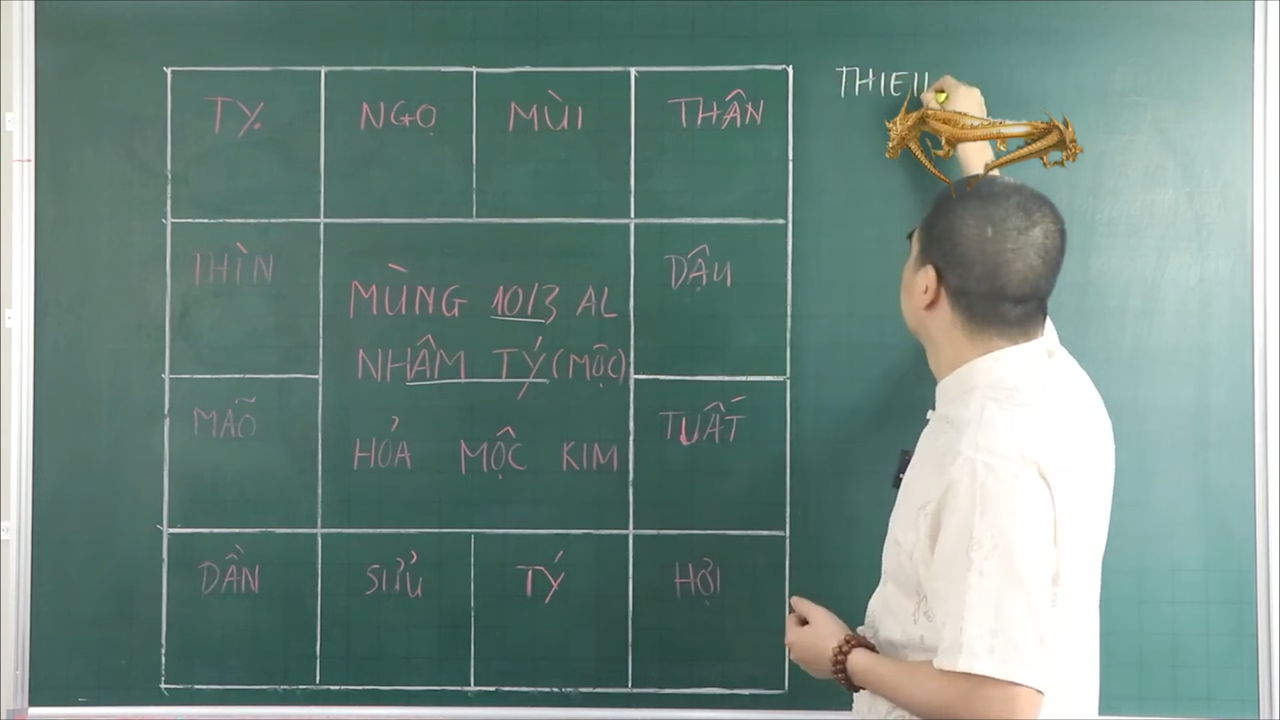 TỴ NGỌ MÙI THÂN THIE
THÌN DẬU
MÙNG 10/3 AL
NHÂM TÝ (MỘC)
MÃO TUẤT
HỎA MỘC KIM
DẦN SỬU TÝ HỢI